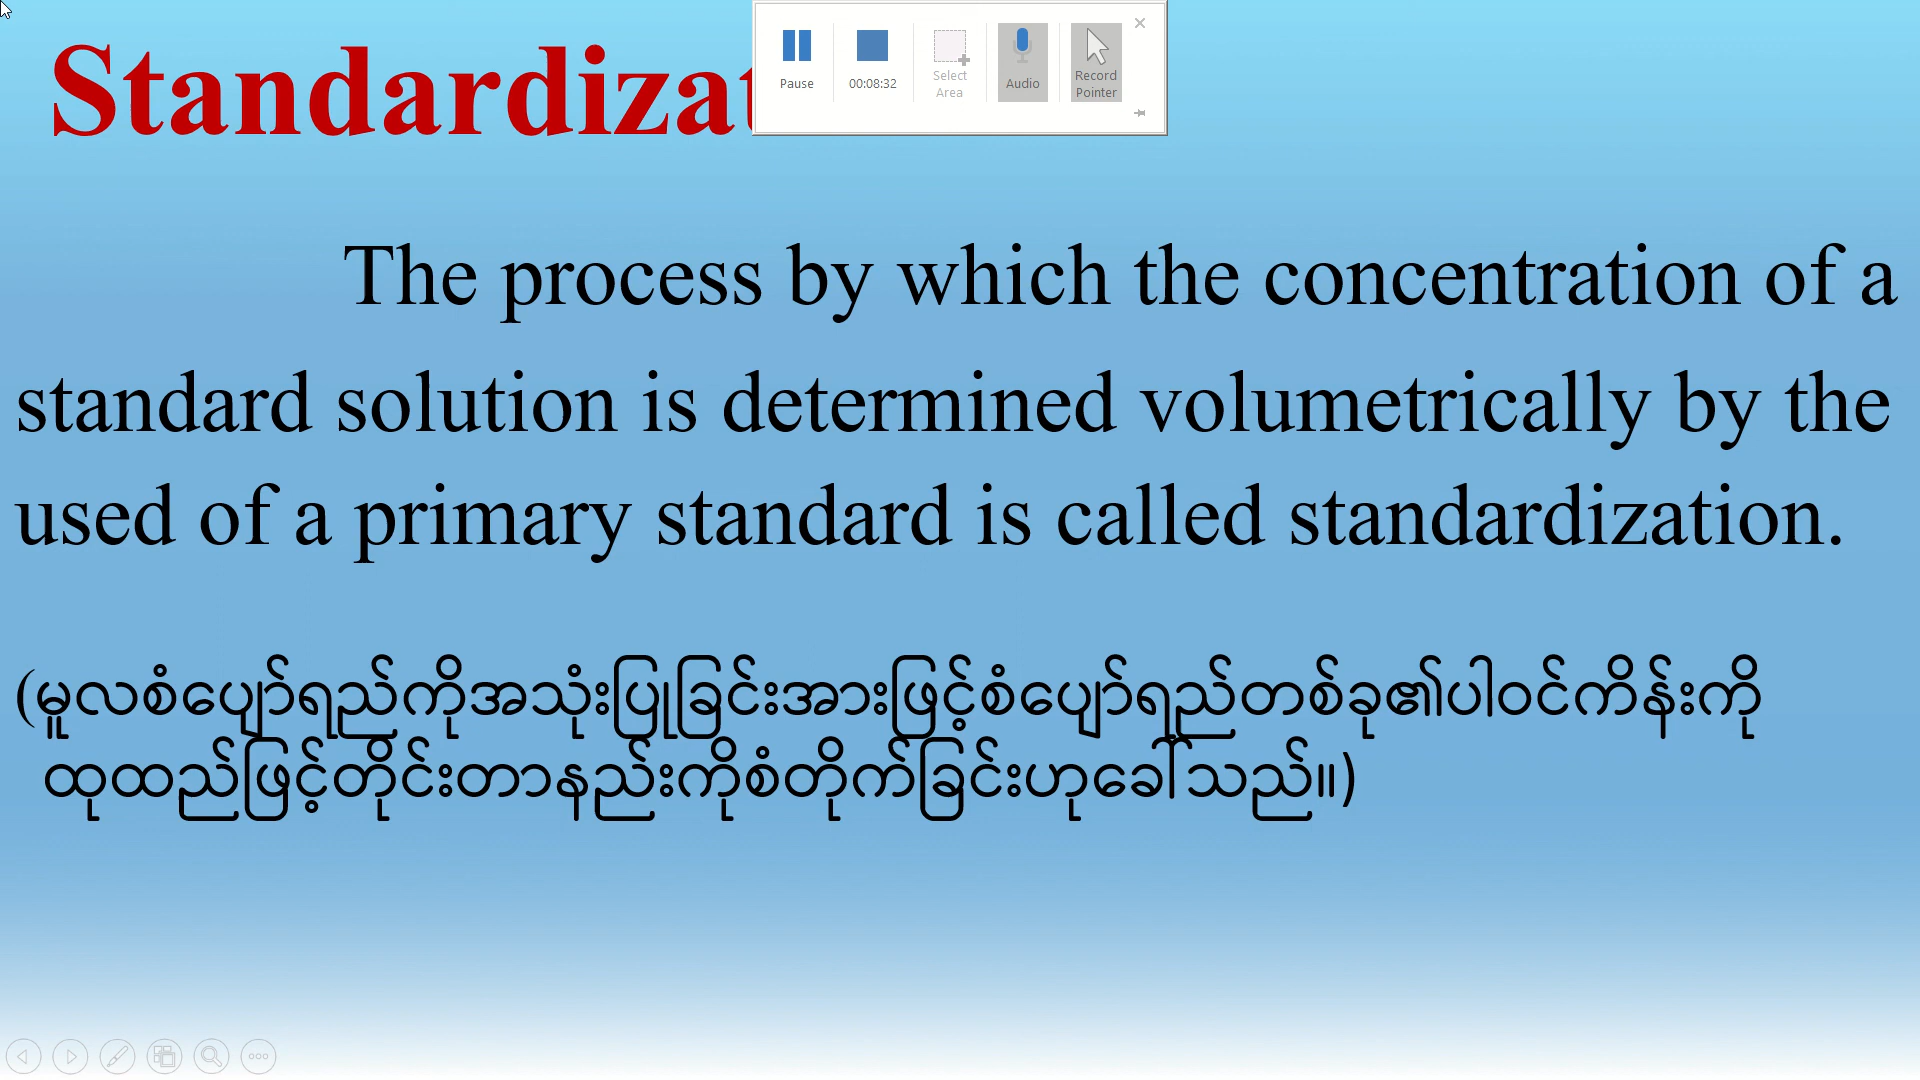 Standardizat
Pause
00:08:32
Select
Area
Audio
Record
Pointer
The process by which the concentration of a
standard solution is determined volumetrically by the
used of a primary standard is called standardization.
(မူလစံပျော်ရည်ကိုအသုံးပြုခြင်းအားဖြင့်စံပျော်ရည်တစ်ခု၏ပါဝင်ကိန်းကို
ထုထည်ဖြင့်တိုင်းတာနည်းကိုစံတိုက်ခြင်းဟုခေါ်သည်။)